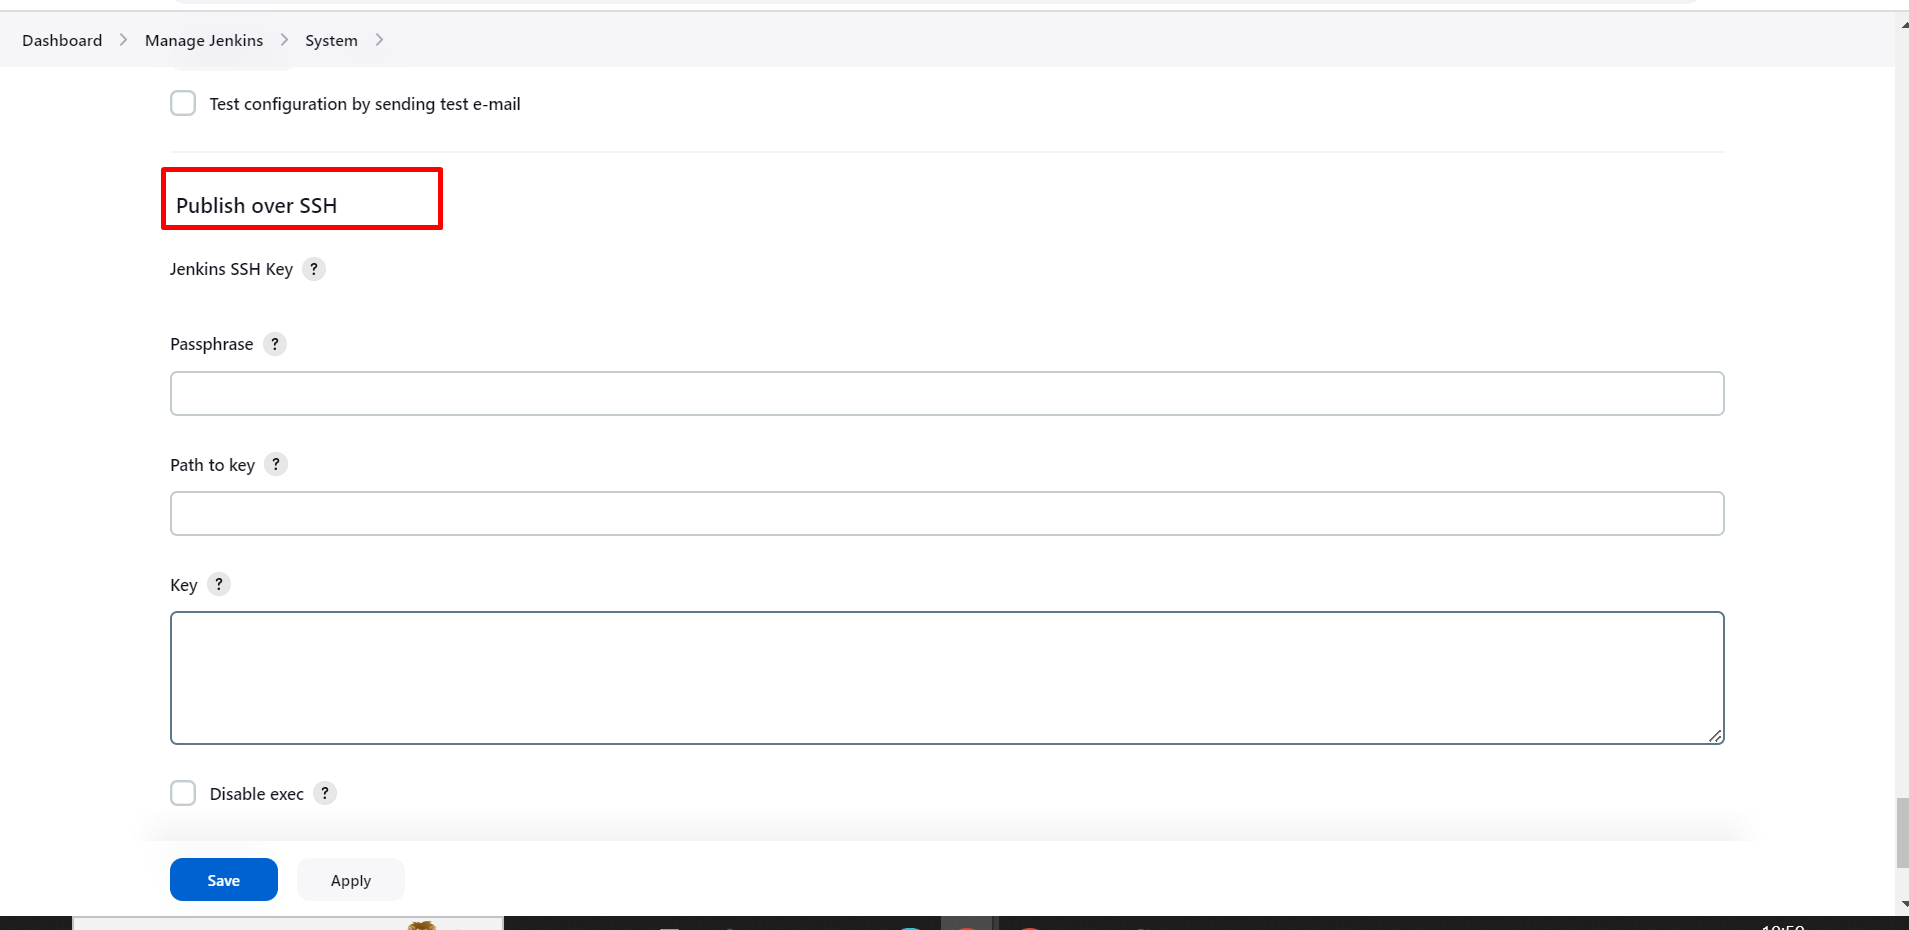 Dashboard > Manage Jenkins > System >
Test configuration by sending test e-mail
Publish over SSH
Jenkins SSH Key ?
Passphrase ?
Path to key ?
Key ?
Disable exec ?
Save Apply